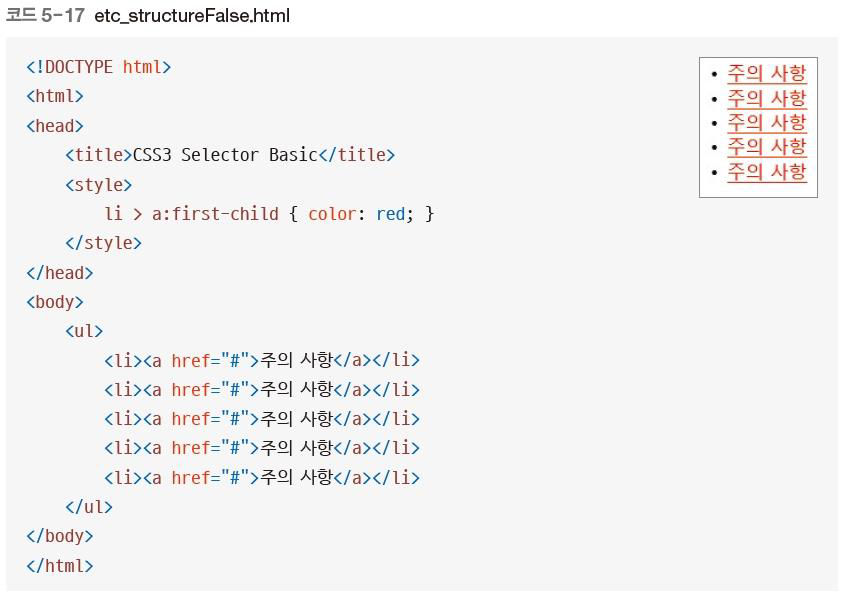 코드 5-17 etc_structureFalse.html
<!DOCTYPE html>
<html>
<head>
    <title>CSS3 Selector Basic</title>
    <style>
        li > a:first-child { color: red; }
    </style>
</head>
<body>
    <ul>
        <li><a href="#">주의 사항</a></li>
        <li><a href="#">주의 사항</a></li>
        <li><a href="#">주의 사항</a></li>
        <li><a href="#">주의 사항</a></li>
        <li><a href="#">주의 사항</a></li>
    </ul>
</body>
</html>
• 주의 사항
• 주의 사항
• 주의 사항
• 주의 사항
• 주의 사항